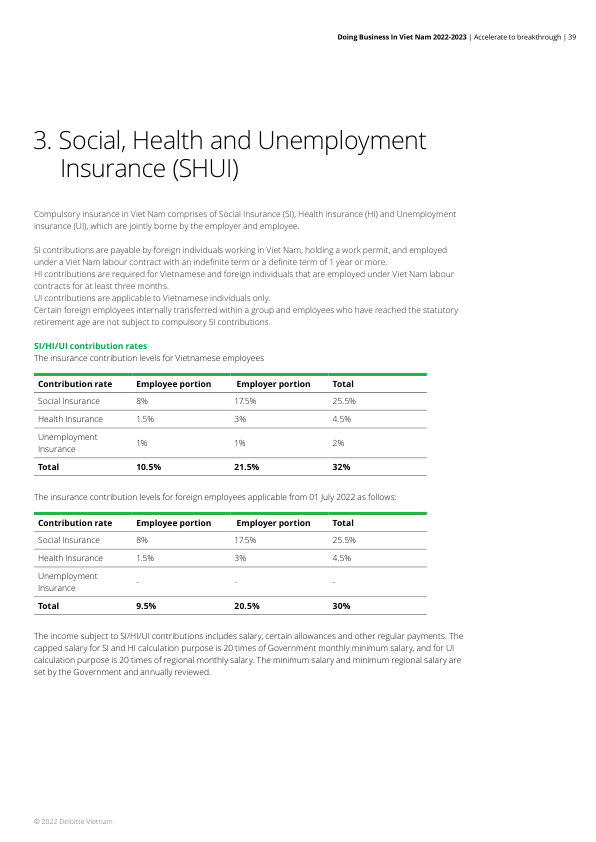 Doing Business In Viet Nam 2022-2023 | Accelerate to breakthrough | 39
3. Social, Health and Unemployment
Insurance (SHUI)
Compulsory insurance in Viet Nam comprises of Social Insurance (SI), Health insurance (HI) and Unemployment
insurance (UI), which are jointly borne by the employer and employee.
SI contributions are payable by foreign individuals working in Viet Nam, holding a work permit, and employed
under a Viet Nam labour contract with an indefinite term or a definite term of 1 year or more.
HI contributions are required for Vietnamese and foreign individuals that are employed under Viet Nam labour
contracts for at least three months.
UI contributions are applicable to Vietnamese individuals only.
Certain foreign employees internally transferred within a group and employees who have reached the statutory
retirement age are not subject to compulsory SI contributions.
SI/HI/UI contribution rates
The insurance contribution levels for Vietnamese employees
Contribution rate Employee portion Employer portion Total
Social Insurance 8% 17.5% 25.5%
Health Insurance 1.5% 3% 4.5%
Unemployment
Insurance 1% 1% 2%
Total 10.5% 21.5% 32%
The insurance contribution levels for foreign employees applicable from 01 July 2022 as follows:
Contribution rate Employee portion Employer portion Total
Social Insurance 8% 17.5% 25.5%
Health Insurance 1.5% 3% 4.5%
Unemployment
Insurance - - -
Total 9.5% 20.5% 30%
The income subject to SI/HI/UI contributions includes salary, certain allowances and other regular payments. The
capped salary for SI and HI calculation purpose is 20 times of Government monthly minimum salary, and for UI
calculation purpose is 20 times of regional monthly salary. The minimum salary and minimum regional salary are
set by the Government and annually reviewed.
© 2022 Deloitte Vietnam